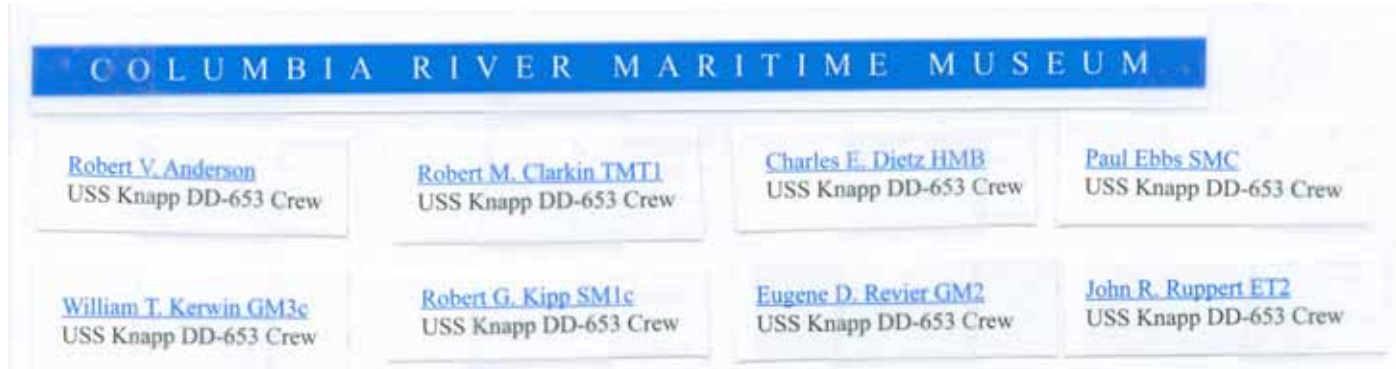 COLUMBIA RIVER MARITIME MUSEUM
Robert V. Anderson
USS Knapp DD-653 Crew
Robert M. Clarkin TMT1
USS Knapp DD-653 Crew
Charles E. Dietz HMB
USS Knapp DD-653 Crew
Paul Ebbs SMC
USS Knapp DD-653 Crew
William T. Kerwin GM3c
USS Knapp DD-653 Crew
Robert G. Kipp SM1c
USS Knapp DD-653 Crew
Eugene D. Revier GM2
USS Knapp DD-653 Crew
John R. Ruppert ET2
USS Knapp DD-653 Crew